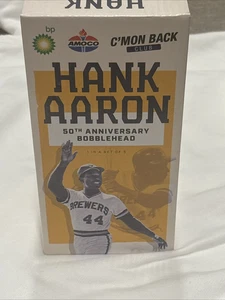 HANK
bp
AMOCO
C'MON BACK
CLUB
HANK
AARON
50TH ANNIVERSARY
BOBBLEHEAD
BREWERS
44